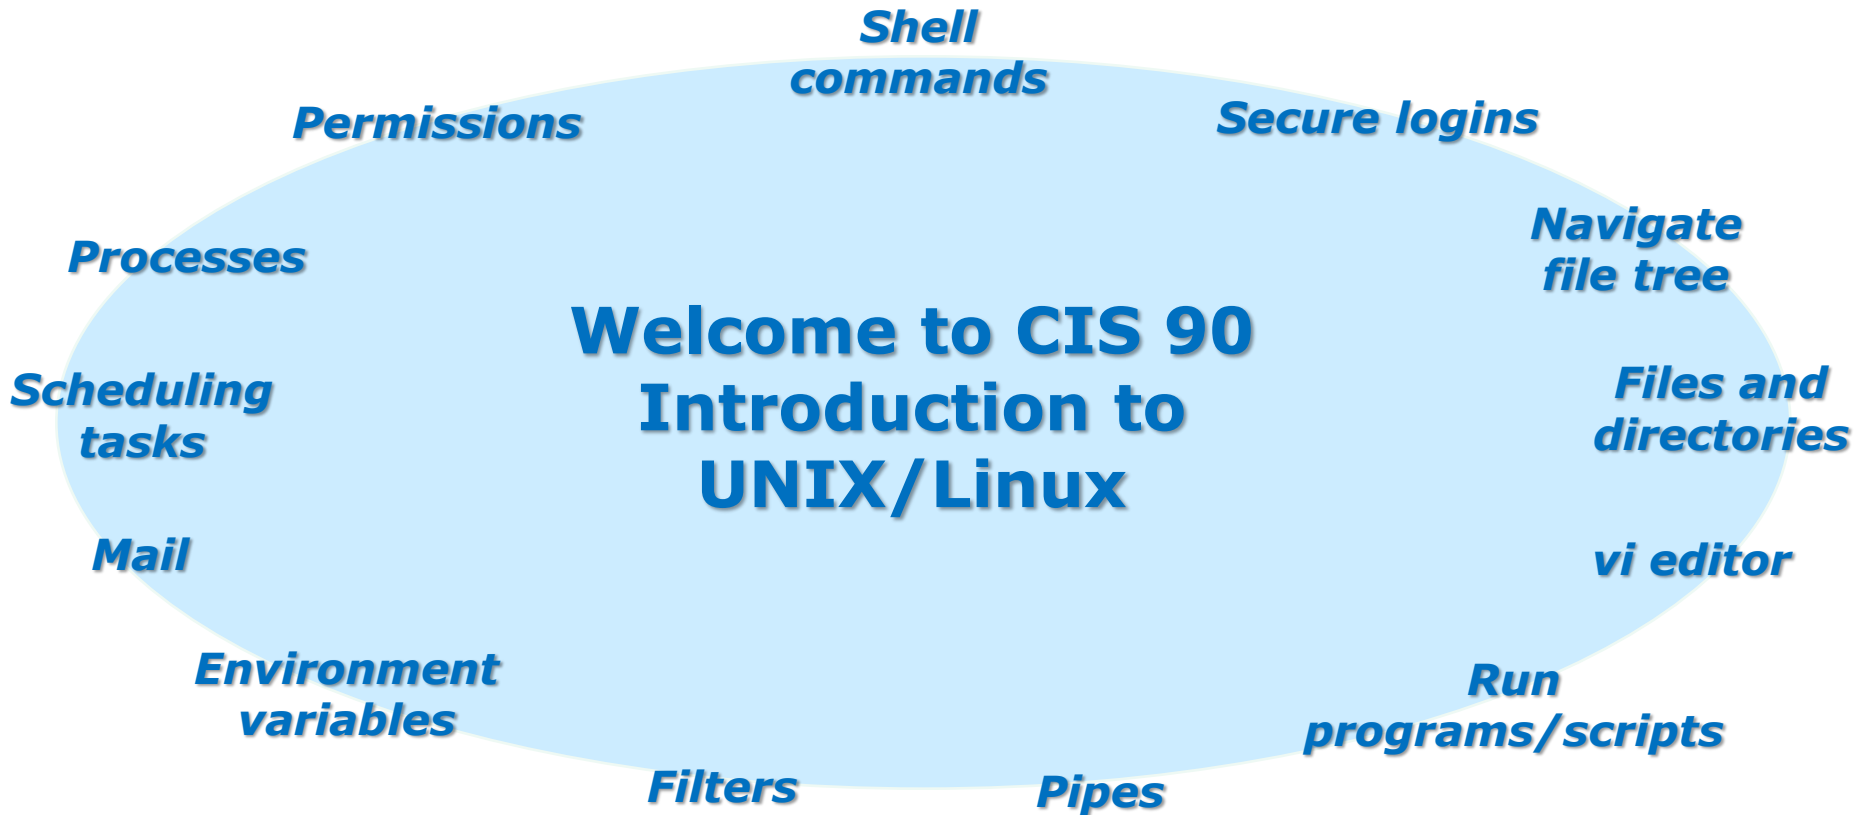 Shell
commands
Permissions
Secure logins
Navigate
file tree
Processes
Welcome to CIS 90
Introduction to
UNIX/Linux
Scheduling
tasks
Files and
directories
Mail
vi editor
Environment
variables
Run
programs/scripts
Filters
Pipes